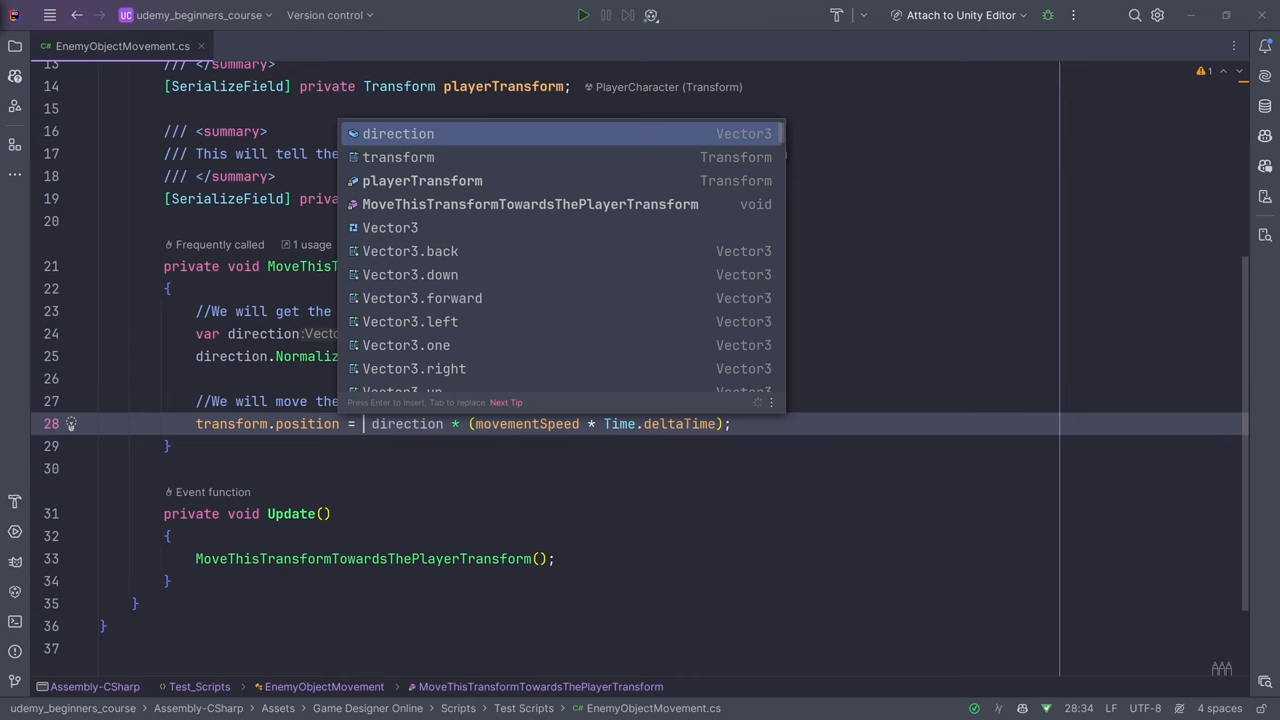 UC udemy_beginners_course Version control Attach to Unity Editor
C# EnemyObjectMovement.cs
13 /// </summary>
1
14 [SerializeField] private Transform playerTransform; PlayerCharacter (Transform)
15
16 /// <summary>
17 /// This will tell the
18 /// </summary>
19 [SerializeField] priva
20
direction Vector3
transform Transform
playerTransform Transform
MoveThisTransformTowardsThePlayerTransform void
Vector3
Vector3.back Vector3
Vector3.down Vector3
Vector3.forward Vector3
Vector3.left Vector3
Vector3.one Vector3
Vector3.right Vector3
Vector3.up Vector3
Press Enter to insert, Tab to replace Next Tip
Frequently called 1 usage
21 private void MoveThisT
22 {
23 //We will get the
24 var direction:Vecto
25 direction.Normaliz
26
27 //We will move the
28 transform.position = direction * (movementSpeed * Time.deltaTime);
29 }
30
Event function
31 private void Update()
32 {
33 MoveThisTransformTowardsThePlayerTransform();
34 }
35 }
36 }
37
Assembly-CSharp Test_Scripts EnemyObjectMovement MoveThisTransformTowardsThePlayerTransform
udemy_beginners_course > Assembly-CSharp > Assets > Game Designer Online > Scripts > Test Scripts > C# EnemyObjectMovement.cs 28:34 LF UTF-8 4 spaces